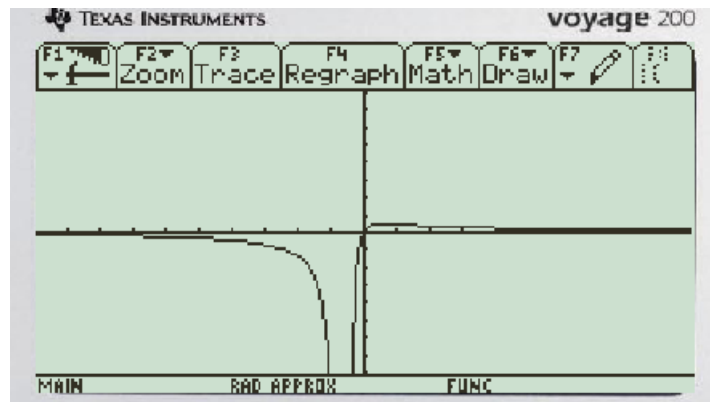 TEXAS INSTRUMENTS voyage 200
F1 F2 F3 F4 F5 F6 F7
Zoom Trace Regraph Math Draw
MAIN RAD APPROX FUNC